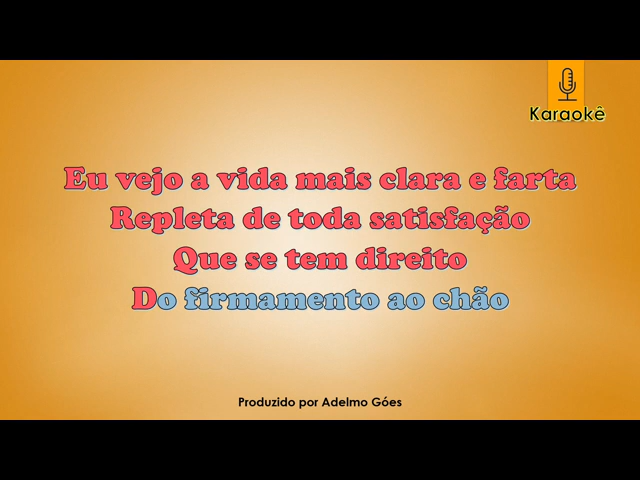 Karaokê
Eu vejo a vida mais clara e farta
Repleta de toda satisfação
Que se tem direito
Do firmamento ao chão
Produzido por Adelmo Góes